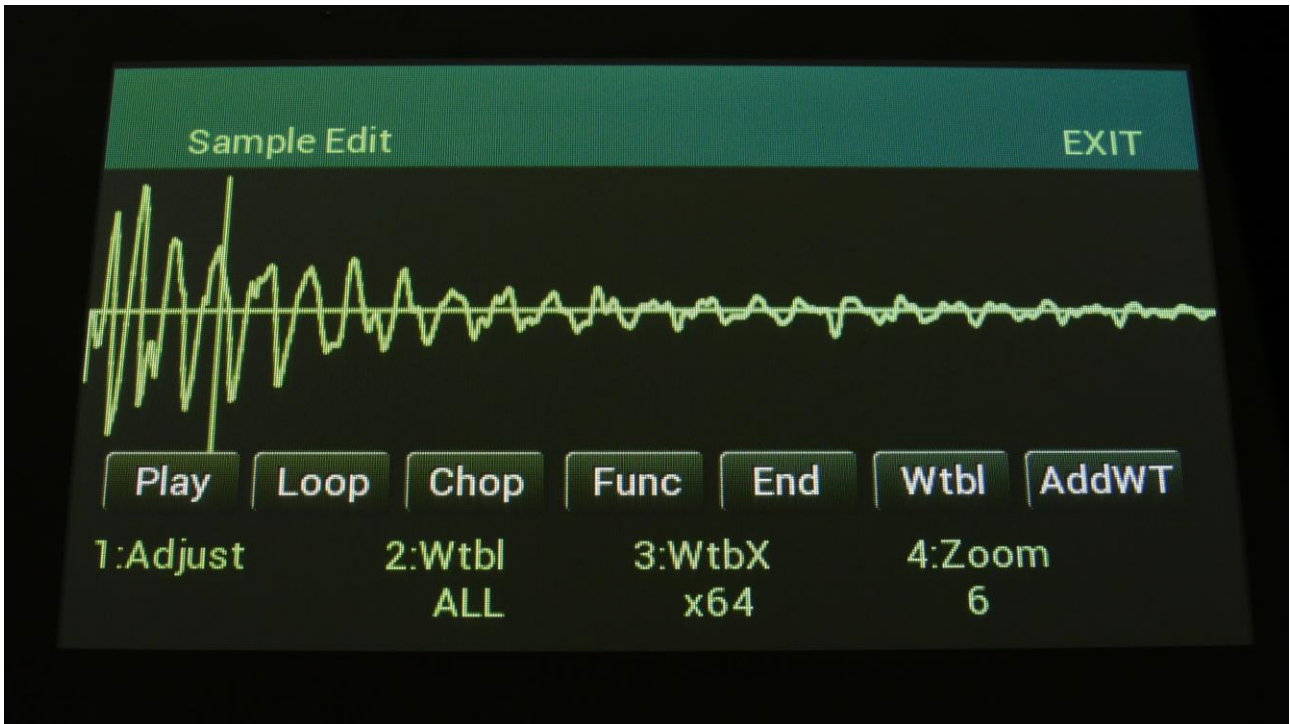 Sample Edit EXIT
Play Loop Chop Func End Wtbl AddWT
1:Adjust 2:Wtbl 3:WtbX 4:Zoom
ALL x64 6